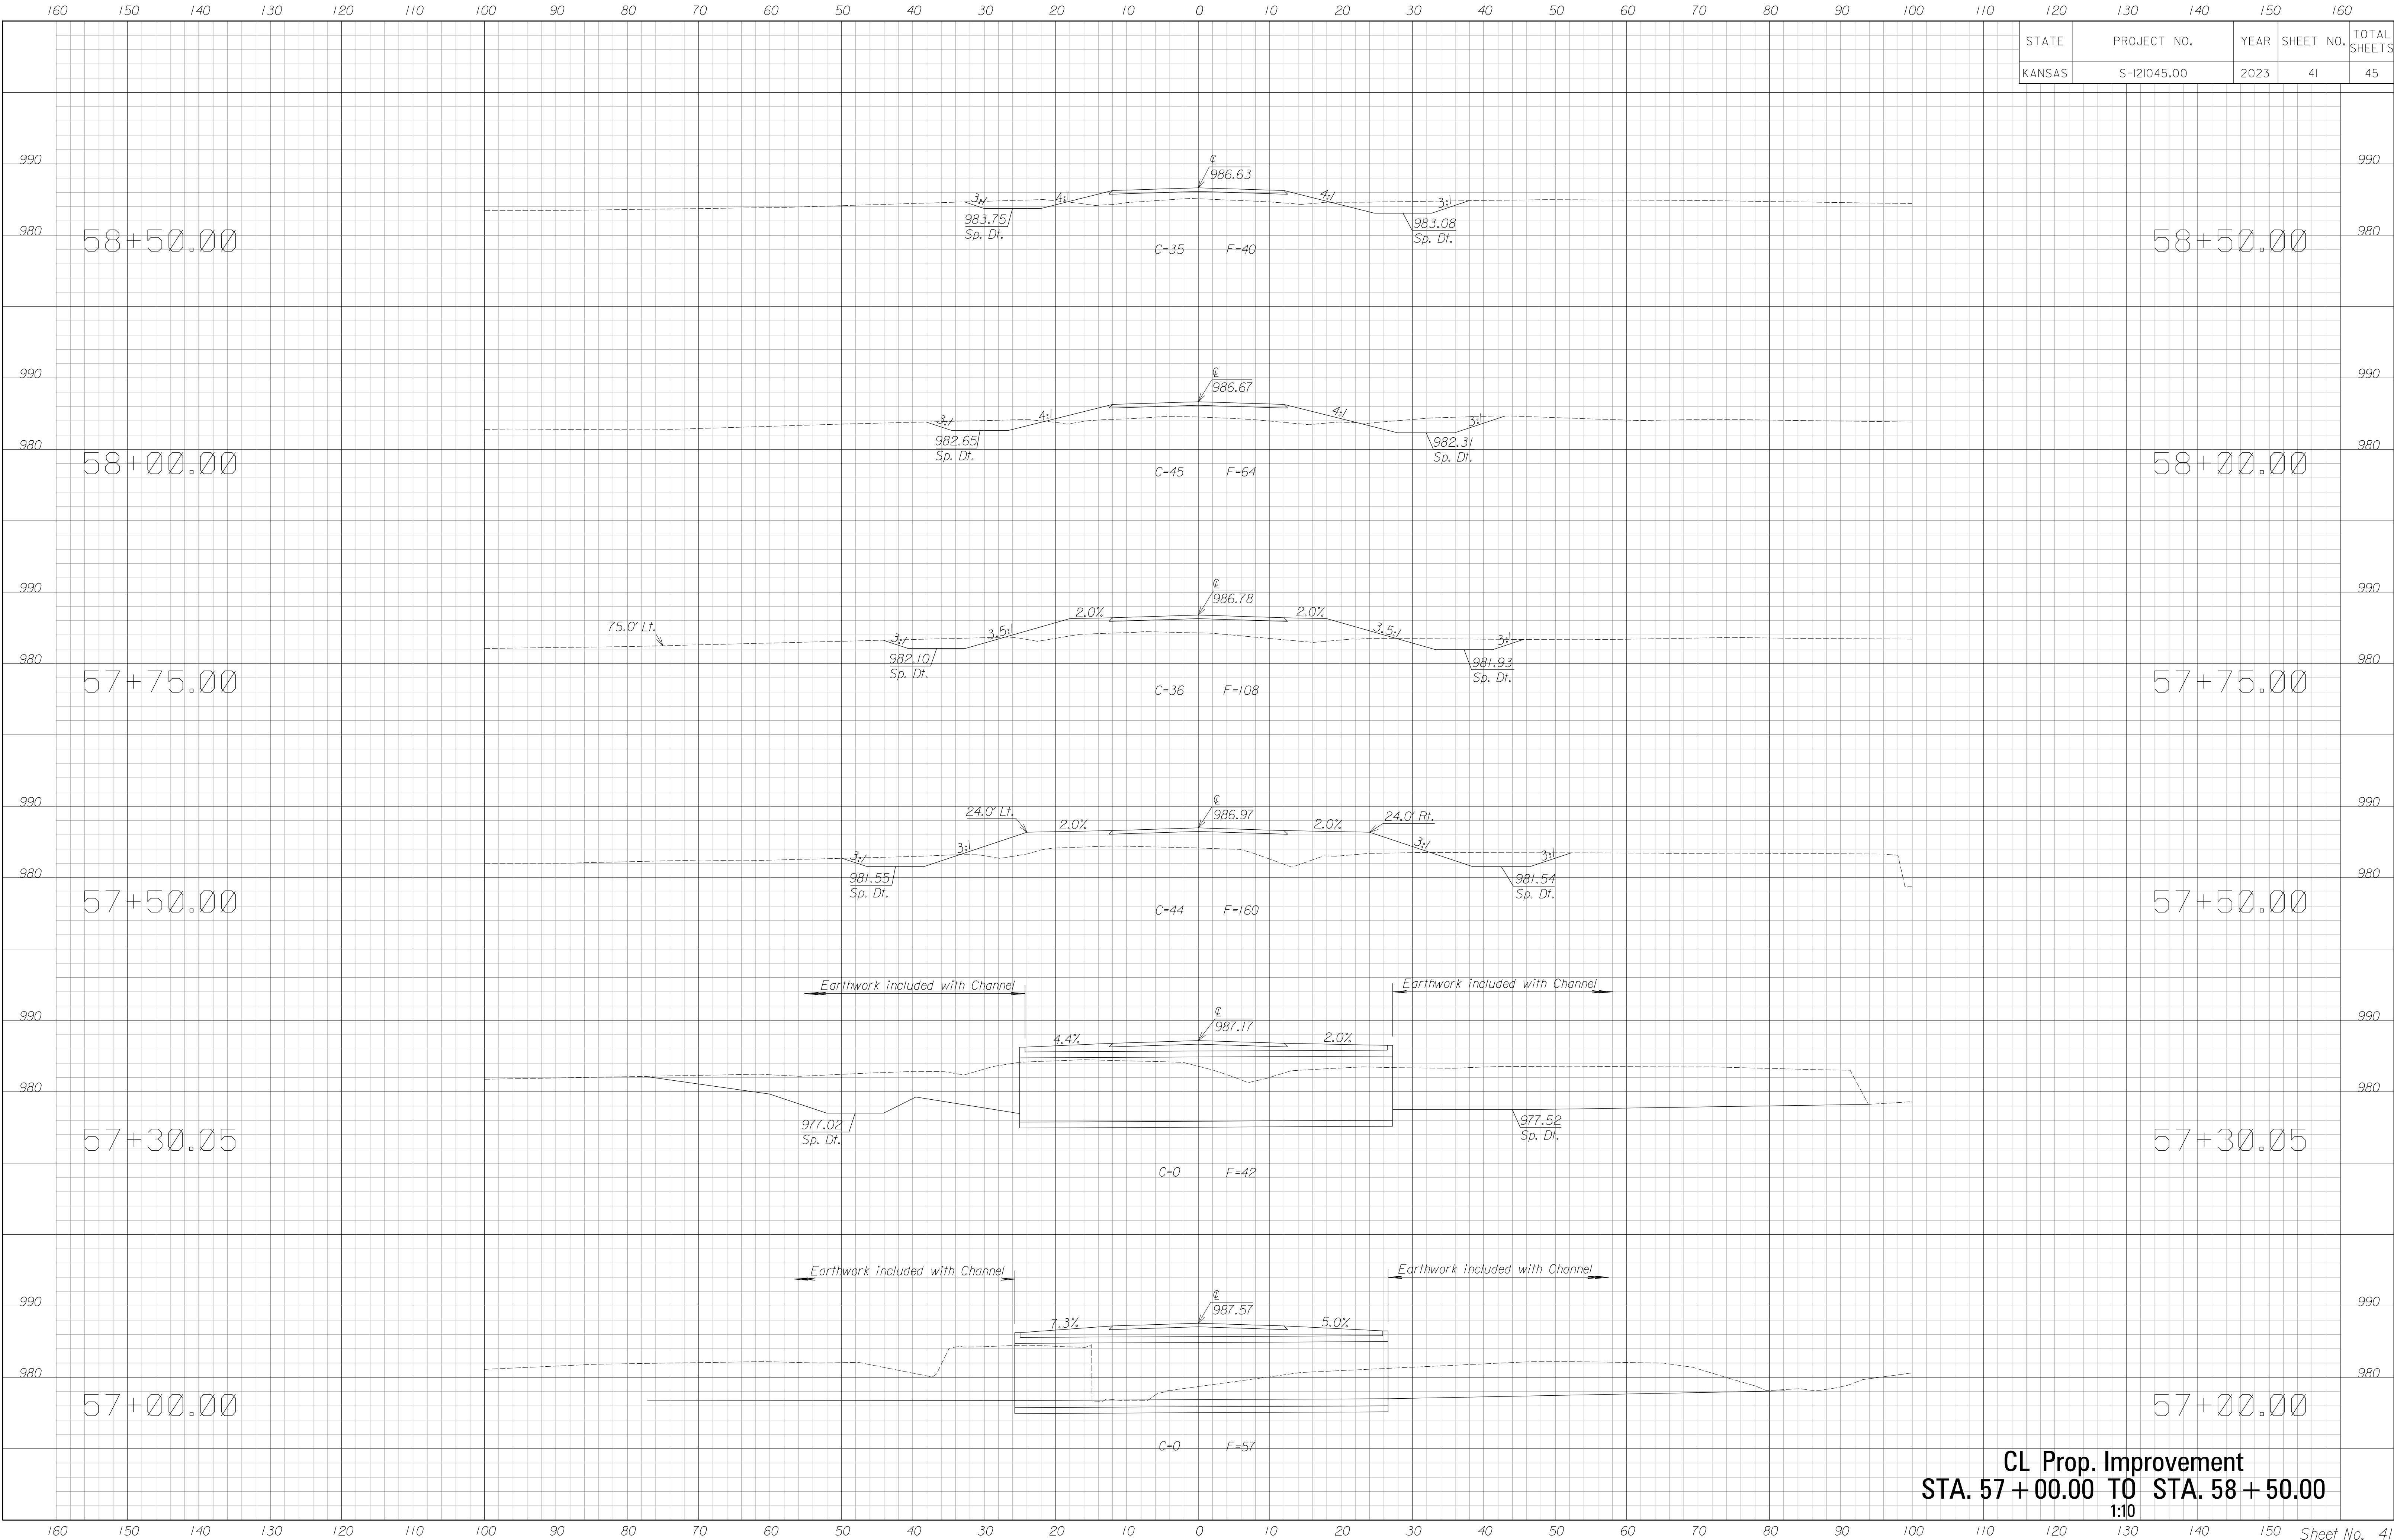 160 150 140 130 120 110 100 90 80 70 60 50 40 30 20 10 0 10 20 30 40 50 60 70 80 90 100 110 120 130 140 150 160
STATE PROJECT NO. YEAR SHEET NO. TOTAL SHEETS
KANSAS S-121045.00 2023 41 45
990 990
℄
986.63
3:1 4:1 4:1 3:1
983.75
Sp. Dt.
983.08
Sp. Dt.
980 980
58+50.00 58+50.00
C=35 F=40
990 990
℄
986.67
3:1 4:1 4:1 3:1
982.65
Sp. Dt.
982.31
Sp. Dt.
980 980
58+00.00 58+00.00
C=45 F=64
990 990
℄
986.78
75.0' Lt.
2.0% 2.0%
3:1 3.5:1 3.5:1 3:1
982.10
Sp. Dt.
981.93
Sp. Dt.
980 980
57+75.00 57+75.00
C=36 F=108
990 990
℄
986.97
24.0' Lt. 24.0' Rt.
2.0% 2.0%
3:1 3:1 3:1 3:1
981.55
Sp. Dt.
981.54
Sp. Dt.
980 980
57+50.00 57+50.00
C=44 F=160
Earthwork included with Channel Earthwork included with Channel
990 990
℄
987.17
4.4% 2.0%
980 980
977.02
Sp. Dt.
977.52
Sp. Dt.
57+30.05 57+30.05
C=0 F=42
Earthwork included with Channel Earthwork included with Channel
990 990
℄
987.57
7.3% 5.0%
980 980
57+00.00 57+00.00
C=0 F=57
CL Prop. Improvement
STA. 57+00.00 TO STA. 58+50.00
1:10
160 150 140 130 120 110 100 90 80 70 60 50 40 30 20 10 0 10 20 30 40 50 60 70 80 90 100 110 120 130 140 150 160
Sheet No. 41